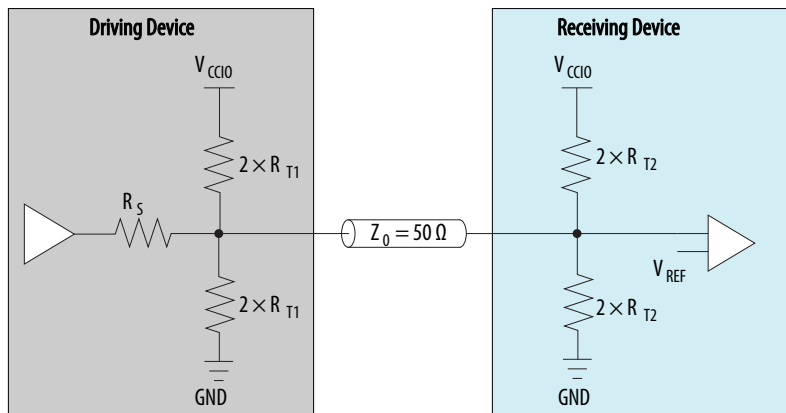 Driving Device
V CCIO
2 × R T1
R S
2 × R T1
GND
Z 0 = 50 Ω
Receiving Device
V CCIO
2 × R T2
V REF
2 × R T2
GND